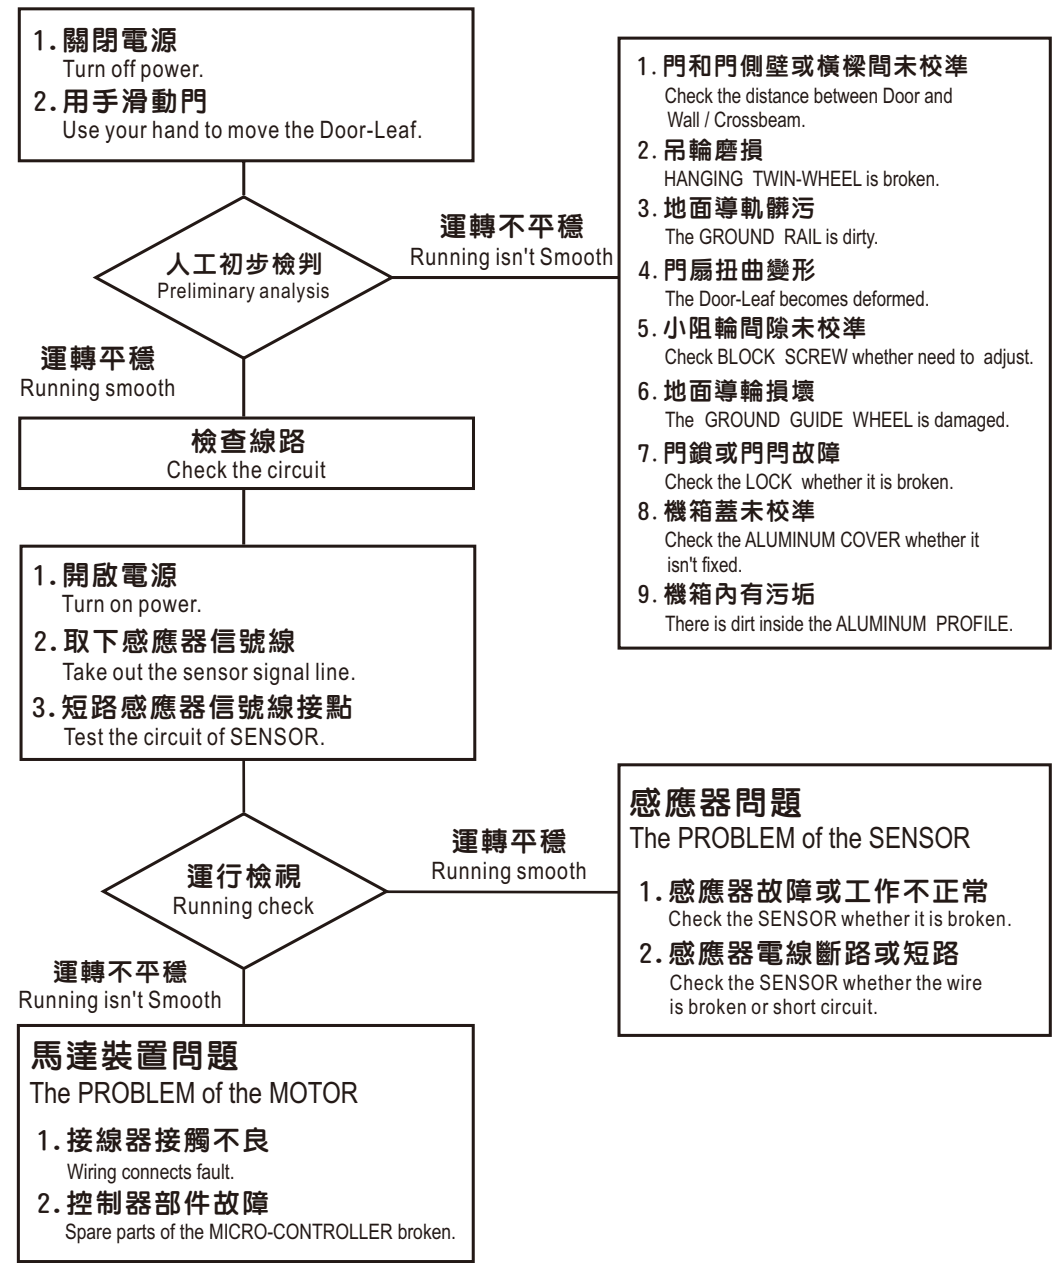 1. 關閉電源
Turn off power.
2. 用手滑動門
Use your hand to move the Door-Leaf.
人工初步檢判
Preliminary analysis
運轉不平穩
Running isn't Smooth
1. 門和門側壁或橫樑間未校準
Check the distance between Door and
Wall / Crossbeam.
2. 吊輪磨損
HANGING TWIN-WHEEL is broken.
3. 地面導軌髒污
The GROUND RAIL is dirty.
4. 門扇扭曲變形
The Door-Leaf becomes deformed.
5. 小阻輪間隙未校準
Check BLOCK SCREW whether need to adjust.
6. 地面導輪損壞
The GROUND GUIDE WHEEL is damaged.
7. 門鎖或門閂故障
Check the LOCK whether it is broken.
8. 機箱蓋未校準
Check the ALUMINUM COVER whether it
isn't fixed.
9. 機箱內有污垢
There is dirt inside the ALUMINUM PROFILE.
運轉平穩
Running smooth
檢查線路
Check the circuit
1. 開啟電源
Turn on power.
2. 取下感應器信號線
Take out the sensor signal line.
3. 短路感應器信號線接點
Test the circuit of SENSOR.
運行檢視
Running check
運轉平穩
Running smooth
感應器問題
The PROBLEM of the SENSOR
1. 感應器故障或工作不正常
Check the SENSOR whether it is broken.
2. 感應器電線斷路或短路
Check the SENSOR whether the wire
is broken or short circuit.
運轉不平穩
Running isn't Smooth
馬達裝置問題
The PROBLEM of the MOTOR
1. 接線器接觸不良
Wiring connects fault.
2. 控制器部件故障
Spare parts of the MICRO-CONTROLLER broken.